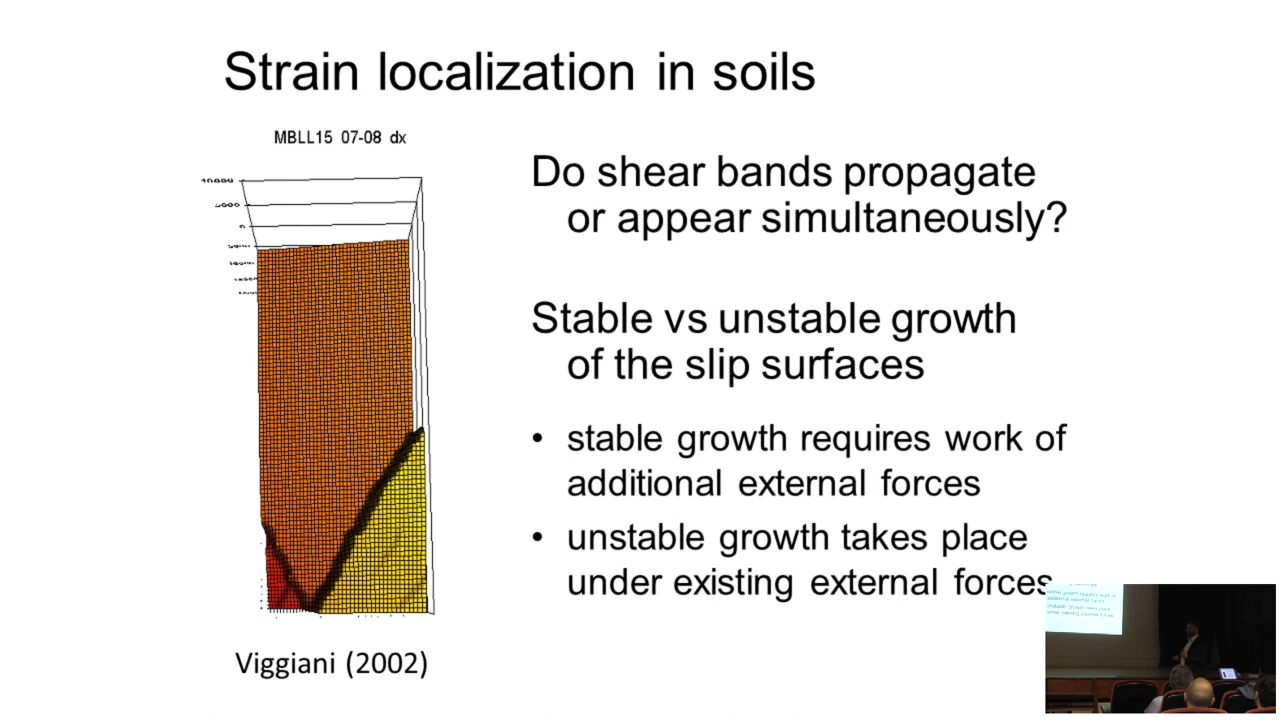 Strain localization in soils
MBLL15 07-08 dx
Do shear bands propagate
or appear simultaneously?
Stable vs unstable growth
of the slip surfaces
• stable growth requires work of
additional external forces
• unstable growth takes place
under existing external forces
Viggiani (2002)